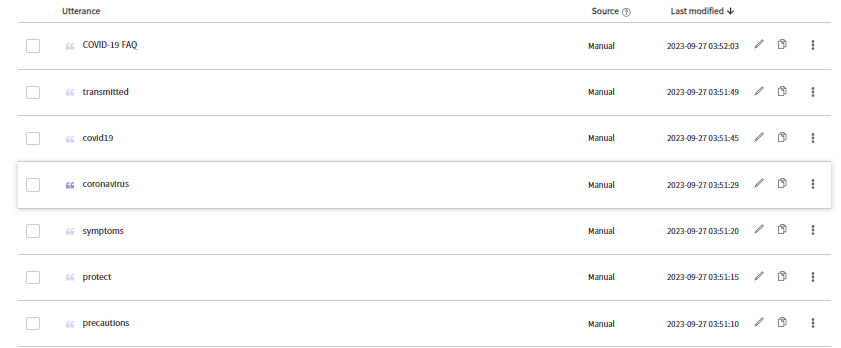 Utterance Source ? Last modified ↓
COVID-19 FAQ Manual 2023-09-27 03:52:03
transmitted Manual 2023-09-27 03:51:49
covid19 Manual 2023-09-27 03:51:45
coronavirus Manual 2023-09-27 03:51:29
symptoms Manual 2023-09-27 03:51:20
protect Manual 2023-09-27 03:51:15
precautions Manual 2023-09-27 03:51:10